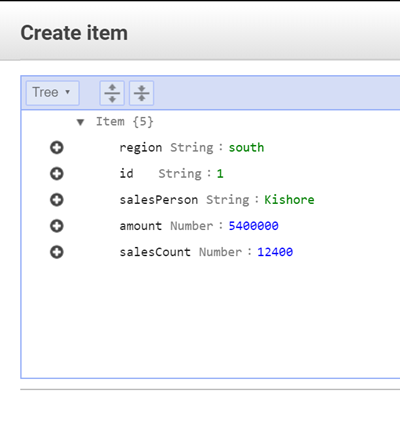 Create item
Tree
Item {5}
region String : south
id String : 1
salesPerson String : Kishore
amount Number : 5400000
salesCount Number : 12400